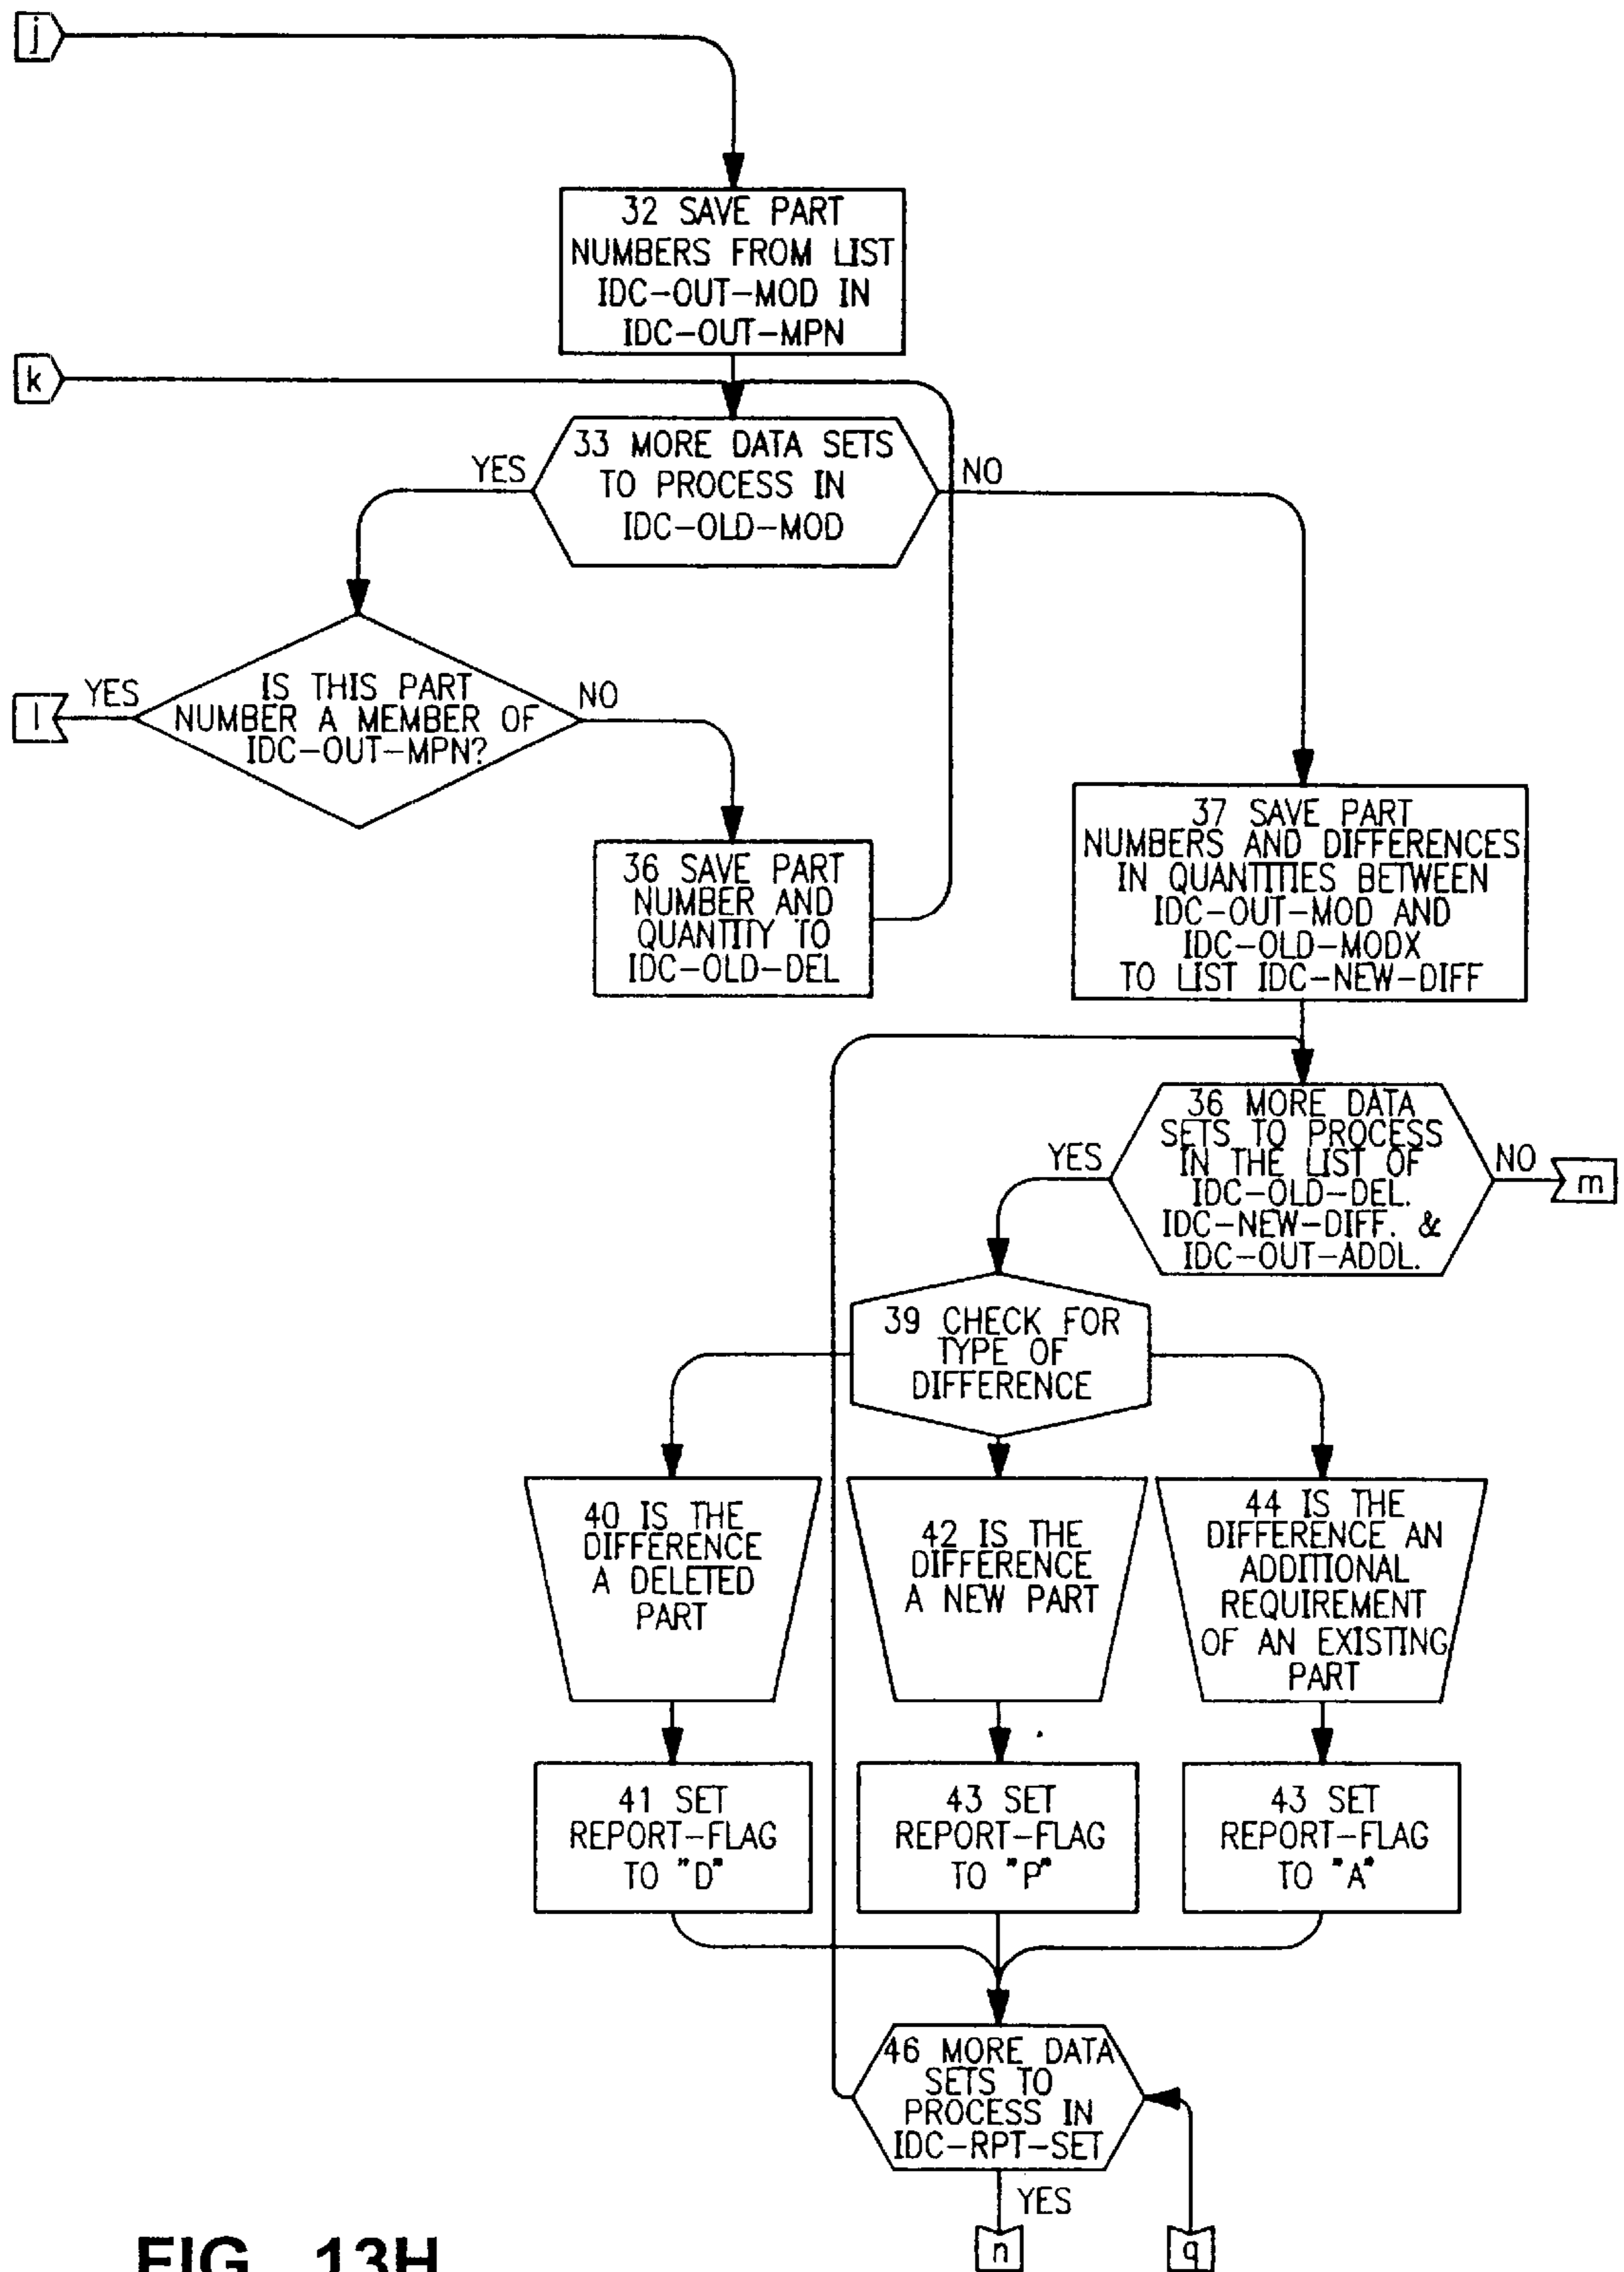 j
32 SAVE PART
NUMBERS FROM LIST
IDC-OUT-MOD IN
IDC-OUT-MPN
k
33 MORE DATA SETS
TO PROCESS IN
IDC-OLD-MOD
YES
NO
IS THIS PART
NUMBER A MEMBER OF
IDC-OUT-MPN?
YES
NO
l
36 SAVE PART
NUMBER AND
QUANTITY TO
IDC-OLD-DEL
37 SAVE PART
NUMBERS AND DIFFERENCES
IN QUANTITIES BETWEEN
IDC-OUT-MOD AND
IDC-OLD-MODX
TO LIST IDC-NEW-DIFF
36 MORE DATA
SETS TO PROCESS
IN THE LIST OF
IDC-OLD-DEL.
IDC-NEW-DIFF. &
IDC-OUT-ADDL.
YES
NO
m
39 CHECK FOR
TYPE OF
DIFFERENCE
40 IS THE
DIFFERENCE
A DELETED
PART
42 IS THE
DIFFERENCE
A NEW PART
44 IS THE
DIFFERENCE AN
ADDITIONAL
REQUIREMENT
OF AN EXISTING
PART
41 SET
REPORT-FLAG
TO "D"
43 SET
REPORT-FLAG
TO "P"
43 SET
REPORT-FLAG
TO "A"
46 MORE DATA
SETS TO
PROCESS IN
IDC-RPT-SET
YES
n
q
FIG. 13H